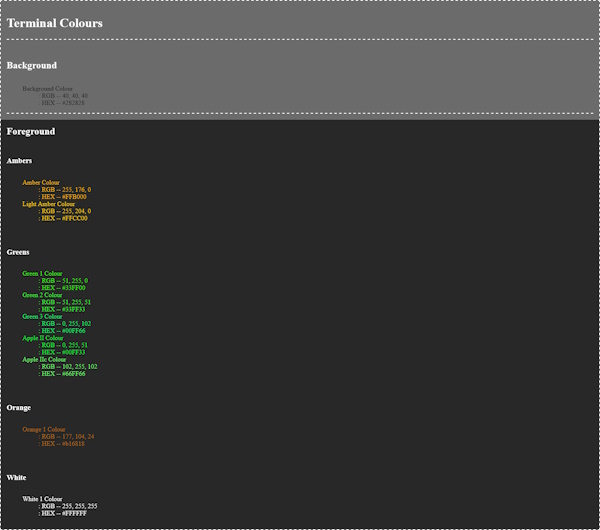 Terminal Colours
Background
Background Colour
: RGB -- 40, 40, 40
: HEX -- #282828
Foreground
Ambers
Amber Colour
: RGB -- 255, 176, 0
: HEX -- #FFB000
Light Amber Colour
: RGB -- 255, 204, 0
: HEX -- #FFCC00
Greens
Green 1 Colour
: RGB -- 51, 255, 0
: HEX -- #33FF00
Green 2 Colour
: RGB -- 51, 255, 51
: HEX -- #33FF33
Green 3 Colour
: RGB -- 0, 255, 102
: HEX -- #00FF66
Apple II Colour
: RGB -- 0, 255, 51
: HEX -- #00FF33
Apple IIc Colour
: RGB -- 102, 255, 102
: HEX -- #66FF66
Orange
Orange 1 Colour
: RGB -- 177, 104, 24
: HEX -- #b16818
White
White 1 Colour
: RGB -- 255, 255, 255
: HEX -- #FFFFFF